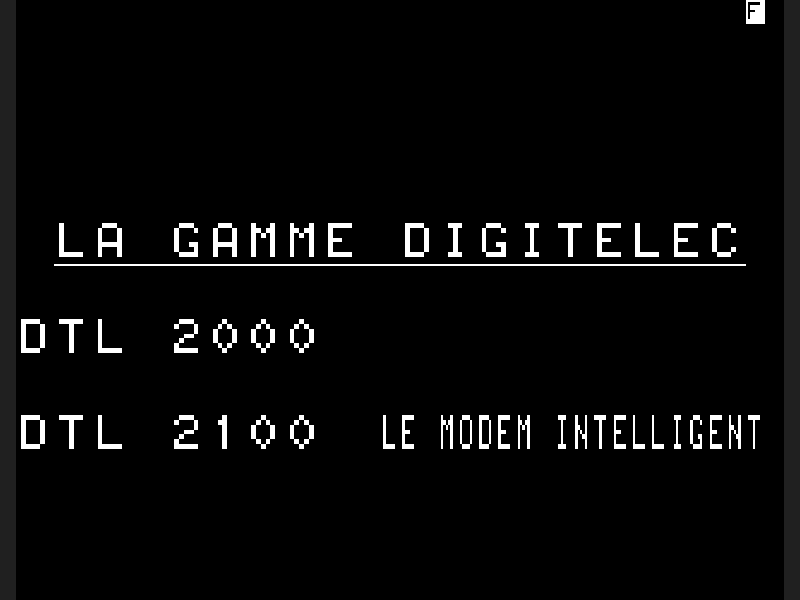 F
LA GAMME DIGITELEC
DTL 2000
DTL 2100 LE MODEM INTELLIGENT